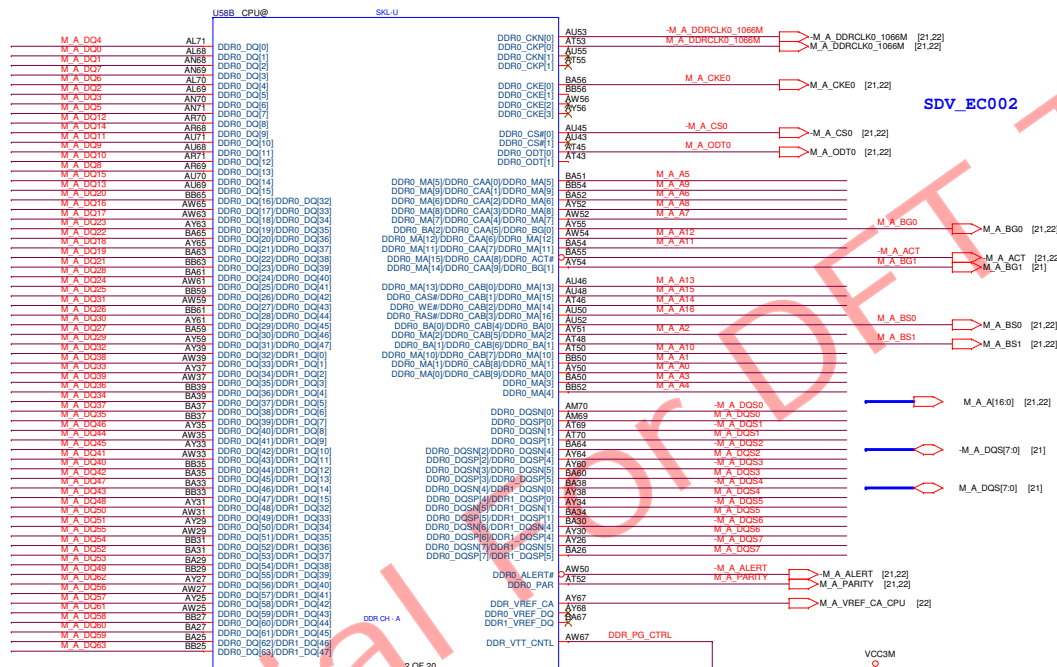 U58B CPU@ SKL-U
M_A_DQ4 AL71 DDR0_DQ[0]
M_A_DQ0 AL68 DDR0_DQ[1]
M_A_DQ1 AN68 DDR0_DQ[2]
M_A_DQ7 AN69 DDR0_DQ[3]
M_A_DQ6 AL70 DDR0_DQ[4]
M_A_DQ2 AL69 DDR0_DQ[5]
M_A_DQ3 AN70 DDR0_DQ[6]
M_A_DQ5 AN71 DDR0_DQ[7]
M_A_DQ12 AR70 DDR0_DQ[8]
M_A_DQ14 AR68 DDR0_DQ[9]
M_A_DQ11 AU71 DDR0_DQ[10]
M_A_DQ9 AU68 DDR0_DQ[11]
M_A_DQ10 AR71 DDR0_DQ[12]
M_A_DQ8 AR69 DDR0_DQ[13]
M_A_DQ15 AU70 DDR0_DQ[14]
M_A_DQ13 AU69 DDR0_DQ[15]
M_A_DQ20 BB65 DDR0_DQ[16]/DDR0_DQ[32]
M_A_DQ16 AW65 DDR0_DQ[17]/DDR0_DQ[33]
M_A_DQ17 AW63 DDR0_DQ[18]/DDR0_DQ[34]
M_A_DQ23 AY63 DDR0_DQ[19]/DDR0_DQ[35]
M_A_DQ22 BA65 DDR0_DQ[20]/DDR0_DQ[36]
M_A_DQ18 AY65 DDR0_DQ[21]/DDR0_DQ[37]
M_A_DQ19 BA63 DDR0_DQ[22]/DDR0_DQ[38]
M_A_DQ21 BB63 DDR0_DQ[23]/DDR0_DQ[39]
M_A_DQ28 BA61 DDR0_DQ[24]/DDR0_DQ[40]
M_A_DQ24 AW61 DDR0_DQ[25]/DDR0_DQ[41]
M_A_DQ25 BB59 DDR0_DQ[26]/DDR0_DQ[42]
M_A_DQ31 AW59 DDR0_DQ[27]/DDR0_DQ[43]
M_A_DQ26 BB61 DDR0_DQ[28]/DDR0_DQ[44]
M_A_DQ30 AY61 DDR0_DQ[29]/DDR0_DQ[45]
M_A_DQ27 BA59 DDR0_DQ[30]/DDR0_DQ[46]
M_A_DQ29 AY59 DDR0_DQ[31]/DDR0_DQ[47]
M_A_DQ32 AY39 DDR0_DQ[32]/DDR1_DQ[0]
M_A_DQ38 AW39 DDR0_DQ[33]/DDR1_DQ[1]
M_A_DQ33 AY37 DDR0_DQ[34]/DDR1_DQ[2]
M_A_DQ39 AW37 DDR0_DQ[35]/DDR1_DQ[3]
M_A_DQ36 BB39 DDR0_DQ[36]/DDR1_DQ[4]
M_A_DQ34 BA39 DDR0_DQ[37]/DDR1_DQ[5]
M_A_DQ37 BA37 DDR0_DQ[38]/DDR1_DQ[6]
M_A_DQ35 BB37 DDR0_DQ[39]/DDR1_DQ[7]
M_A_DQ46 AY35 DDR0_DQ[40]/DDR1_DQ[8]
M_A_DQ44 AW35 DDR0_DQ[41]/DDR1_DQ[9]
M_A_DQ45 AY33 DDR0_DQ[42]/DDR1_DQ[10]
M_A_DQ41 AW33 DDR0_DQ[43]/DDR1_DQ[11]
M_A_DQ40 BB35 DDR0_DQ[44]/DDR1_DQ[12]
M_A_DQ42 BA35 DDR0_DQ[45]/DDR1_DQ[13]
M_A_DQ47 BA33 DDR0_DQ[46]/DDR1_DQ[14]
M_A_DQ43 BB33 DDR0_DQ[47]/DDR1_DQ[15]
M_A_DQ48 AY31 DDR0_DQ[48]/DDR1_DQ[32]
M_A_DQ50 AW31 DDR0_DQ[49]/DDR1_DQ[33]
M_A_DQ51 AY29 DDR0_DQ[50]/DDR1_DQ[34]
M_A_DQ55 AW29 DDR0_DQ[51]/DDR1_DQ[35]
M_A_DQ54 BB31 DDR0_DQ[52]/DDR1_DQ[36]
M_A_DQ52 BA31 DDR0_DQ[53]/DDR1_DQ[37]
M_A_DQ53 BA29 DDR0_DQ[54]/DDR1_DQ[38]
M_A_DQ49 BB29 DDR0_DQ[55]/DDR1_DQ[39]
M_A_DQ62 AY27 DDR0_DQ[56]/DDR1_DQ[40]
M_A_DQ56 AW27 DDR0_DQ[57]/DDR1_DQ[41]
M_A_DQ57 AY25 DDR0_DQ[58]/DDR1_DQ[42]
M_A_DQ61 AW25 DDR0_DQ[59]/DDR1_DQ[43]
M_A_DQ58 BB27 DDR0_DQ[60]/DDR1_DQ[44]
M_A_DQ60 BA27 DDR0_DQ[61]/DDR1_DQ[45]
M_A_DQ59 BA25 DDR0_DQ[62]/DDR1_DQ[46]
M_A_DQ63 BB25 DDR0_DQ[63]/DDR1_DQ[47]
DDR CH - A
2 OF 20
DDR0_CKN[0] AU53 -M_A_DDRCLK0_1066M -M_A_DDRCLK0_1066M [21,22]
DDR0_CKP[0] AT53 M_A_DDRCLK0_1066M M_A_DDRCLK0_1066M [21,22]
DDR0_CKN[1] AU55
DDR0_CKP[1] AT55
DDR0_CKE[0] BA56 M_A_CKE0 M_A_CKE0 [21,22]
DDR0_CKE[1] BB56
DDR0_CKE[2] AW56
DDR0_CKE[3] AY56
SDV_EC002
DDR0_CS#[0] AU45 -M_A_CS0 -M_A_CS0 [21,22]
DDR0_CS#[1] AU43
DDR0_ODT[0] AT45 M_A_ODT0 M_A_ODT0 [21,22]
DDR0_ODT[1] AT43
DDR0_MA[5]/DDR0_CAA[0]/DDR0_MA[5] BA51 M_A_A5
DDR0_MA[9]/DDR0_CAA[1]/DDR0_MA[9] BB54 M_A_A9
DDR0_MA[6]/DDR0_CAA[2]/DDR0_MA[6] BA52 M_A_A6
DDR0_MA[8]/DDR0_CAA[3]/DDR0_MA[8] AY52 M_A_A8
DDR0_MA[7]/DDR0_CAA[4]/DDR0_MA[7] AW52 M_A_A7
DDR0_BA[2]/DDR0_CAA[5]/DDR0_BG[0] AY55 M_A_BG0 M_A_BG0 [21,22]
DDR0_MA[12]/DDR0_CAA[6]/DDR0_MA[12] AW54 M_A_A12
DDR0_MA[11]/DDR0_CAA[7]/DDR0_MA[11] BA54 M_A_A11
DDR0_MA[15]/DDR0_CAA[8]/DDR0_ACT# BA55 -M_A_ACT -M_A_ACT [21,22
DDR0_MA[14]/DDR0_CAA[9]/DDR0_BG[1] AY54 M_A_BG1 M_A_BG1 [21]
DDR0_MA[13]/DDR0_CAB[0]/DDR0_MA[13] AU46 M_A_A13
DDR0_CAS#/DDR0_CAB[1]/DDR0_MA[15] AU48 M_A_A15
DDR0_WE#/DDR0_CAB[2]/DDR0_MA[14] AT46 M_A_A14
DDR0_RAS#/DDR0_CAB[3]/DDR0_MA[16] AU50 M_A_A16
DDR0_BA[0]/DDR0_CAB[4]/DDR0_BA[0] AU52 M_A_BS0 M_A_BS0 [21,22]
DDR0_MA[2]/DDR0_CAB[5]/DDR0_MA[2] AY51 M_A_A2
DDR0_BA[1]/DDR0_CAB[6]/DDR0_BA[1] AT48 M_A_BS1 M_A_BS1 [21,22]
DDR0_MA[10]/DDR0_CAB[7]/DDR0_MA[10] AT50 M_A_A10
DDR0_MA[1]/DDR0_CAB[8]/DDR0_MA[1] BB50 M_A_A1
DDR0_MA[0]/DDR0_CAB[9]/DDR0_MA[0] AY50 M_A_A0
DDR0_MA[3] BA50 M_A_A3
DDR0_MA[4] BB52 M_A_A4
M_A_A[16:0] [21,22]
DDR0_DQSN[0] AM70 -M_A_DQS0
DDR0_DQSP[0] AM69 M_A_DQS0
DDR0_DQSN[1] AT69 -M_A_DQS1
DDR0_DQSP[1] AT70 M_A_DQS1
DDR0_DQSN[2]/DDR0_DQSN[4] BA64 -M_A_DQS2 -M_A_DQS[7:0] [21]
DDR0_DQSP[2]/DDR0_DQSP[4] AY64 M_A_DQS2
DDR0_DQSN[3]/DDR0_DQSN[5] AY60 -M_A_DQS3
DDR0_DQSP[3]/DDR0_DQSP[5] BA60 M_A_DQS3
DDR0_DQSN[4]/DDR1_DQSN[0] BA38 -M_A_DQS4 M_A_DQS[7:0] [21]
DDR0_DQSP[4]/DDR1_DQSP[0] AY38 M_A_DQS4
DDR0_DQSN[5]/DDR1_DQSN[1] AY34 -M_A_DQS5
DDR0_DQSP[5]/DDR1_DQSP[1] BA34 M_A_DQS5
DDR0_DQSN[6]/DDR1_DQSN[4] BA30 -M_A_DQS6
DDR0_DQSP[6]/DDR1_DQSP[4] AY30 M_A_DQS6
DDR0_DQSN[7]/DDR1_DQSN[5] AY26 -M_A_DQS7
DDR0_DQSP[7]/DDR1_DQSP[5] BA26 M_A_DQS7
DDR0_ALERT# AW50 -M_A_ALERT -M_A_ALERT [21,22]
DDR0_PAR AT52 M_A_PARITY M_A_PARITY [21,22]
DDR_VREF_CA AY67 M_A_VREF_CA_CPU [22]
DDR0_VREF_DQ AY68
DDR1_VREF_DQ BA67
DDR_VTT_CNTL AW67 DDR_PG_CTRL
VCC3M
For DFT